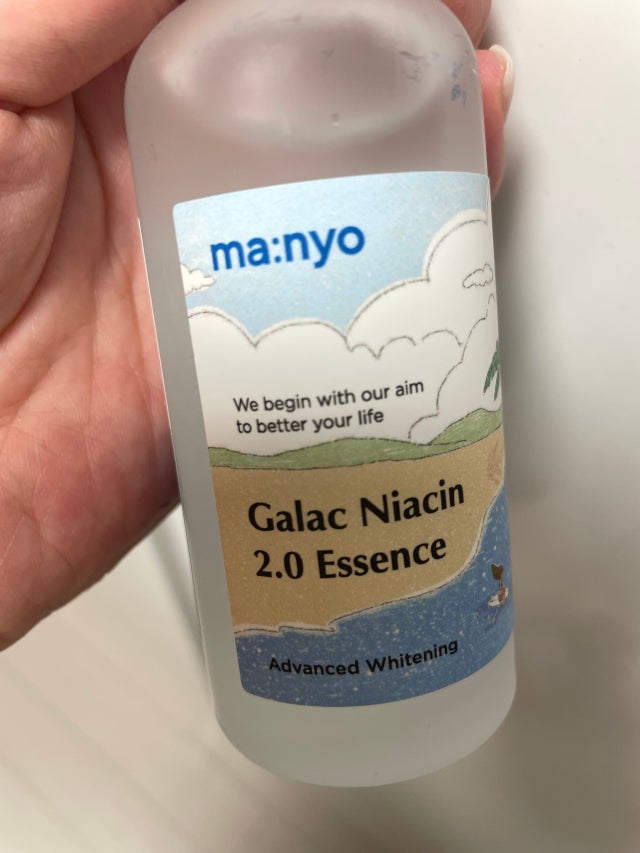 ma:nyo
We begin with our aim
to better your life
Galac Niacin
2.0 Essence
Advanced Whitening